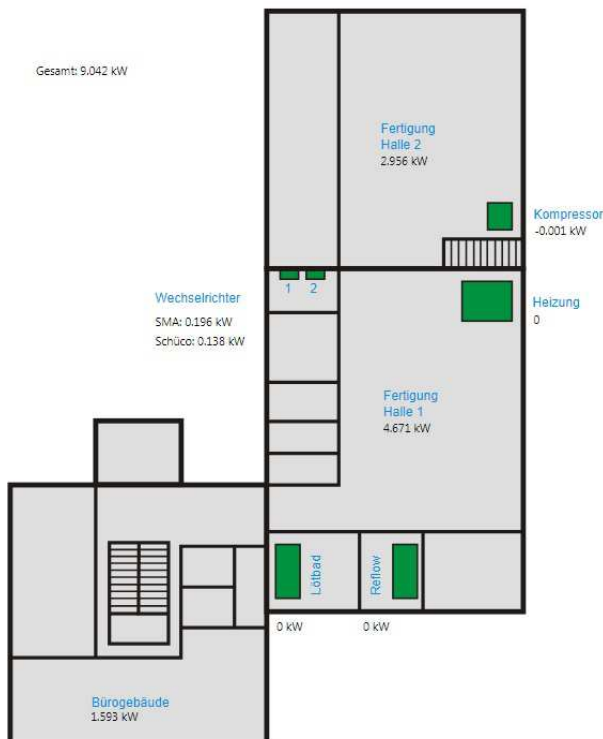 Gesamt: 9.042 kW
Fertigung
Halle 2
2.956 kW
Kompressor
-0.001 kW
Wechselrichter
1
2
SMA: 0.196 kW
Schüco: 0.138 kW
Heizung
0
Fertigung
Halle 1
4.671 kW
Lötbad
Reflow
0 kW
0 kW
Bürogebäude
1.593 kW